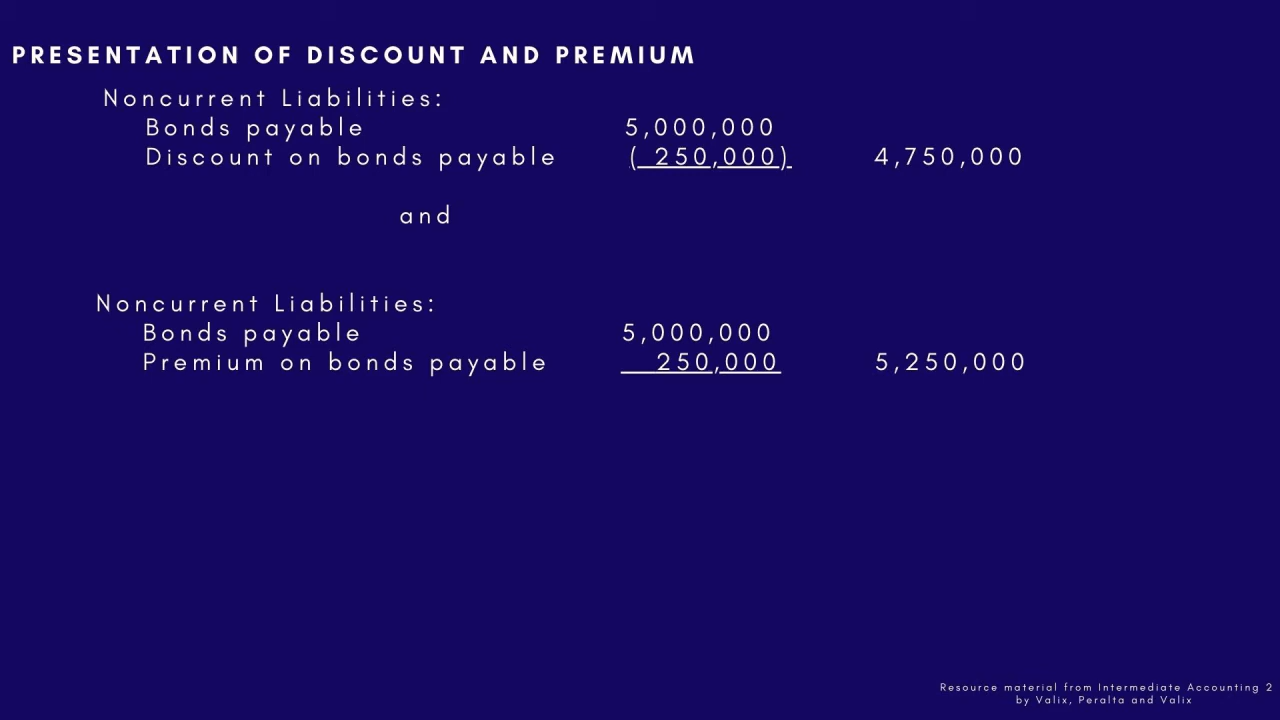 PRESENTATION OF DISCOUNT AND PREMIUM
Noncurrent Liabilities:
Bonds payable 5,000,000
Discount on bonds payable ( 250,000) 4,750,000
and
Noncurrent Liabilities:
Bonds payable 5,000,000
Premium on bonds payable 250,000 5,250,000
Resource material from Intermediate Accounting 2
by Valix, Peralta and Valix